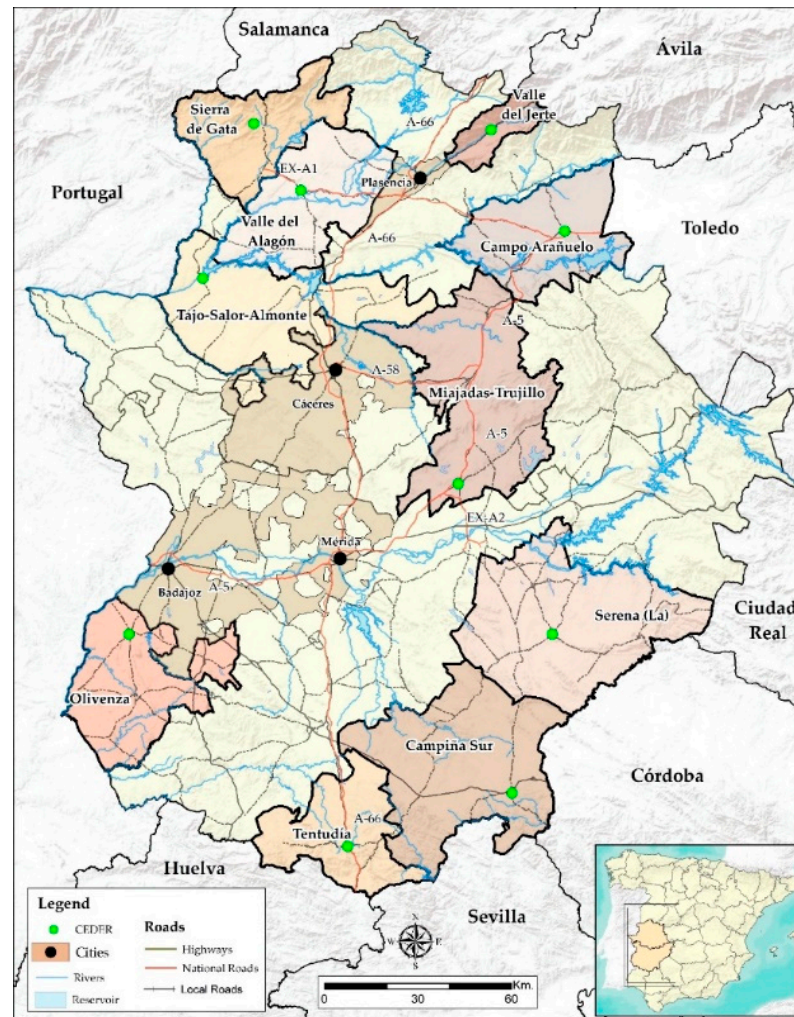 Salamanca
Ávila
Valle
del Jerte
Sierra
de Gata
A-66
EX-A1
Plasencia
Portugal
Toledo
Valle del
Alagón
A-66
Campo Arañuelo
Tajo-Salor-Almonte
A-5
A-58
Miajadas-Trujillo
Cáceres
A-5
EX-A2
Mérida
Badajoz
A-5
Serena (La)
Ciudad
Real
Olivenza
Campiña Sur
Córdoba
A-66
Tentudía
Huelva
Sevilla
Legend
CEDER
Cities
Rivers
Reservoir
Roads
Highways
National Roads
Local Roads
W
E
S
0
30
60
Km.